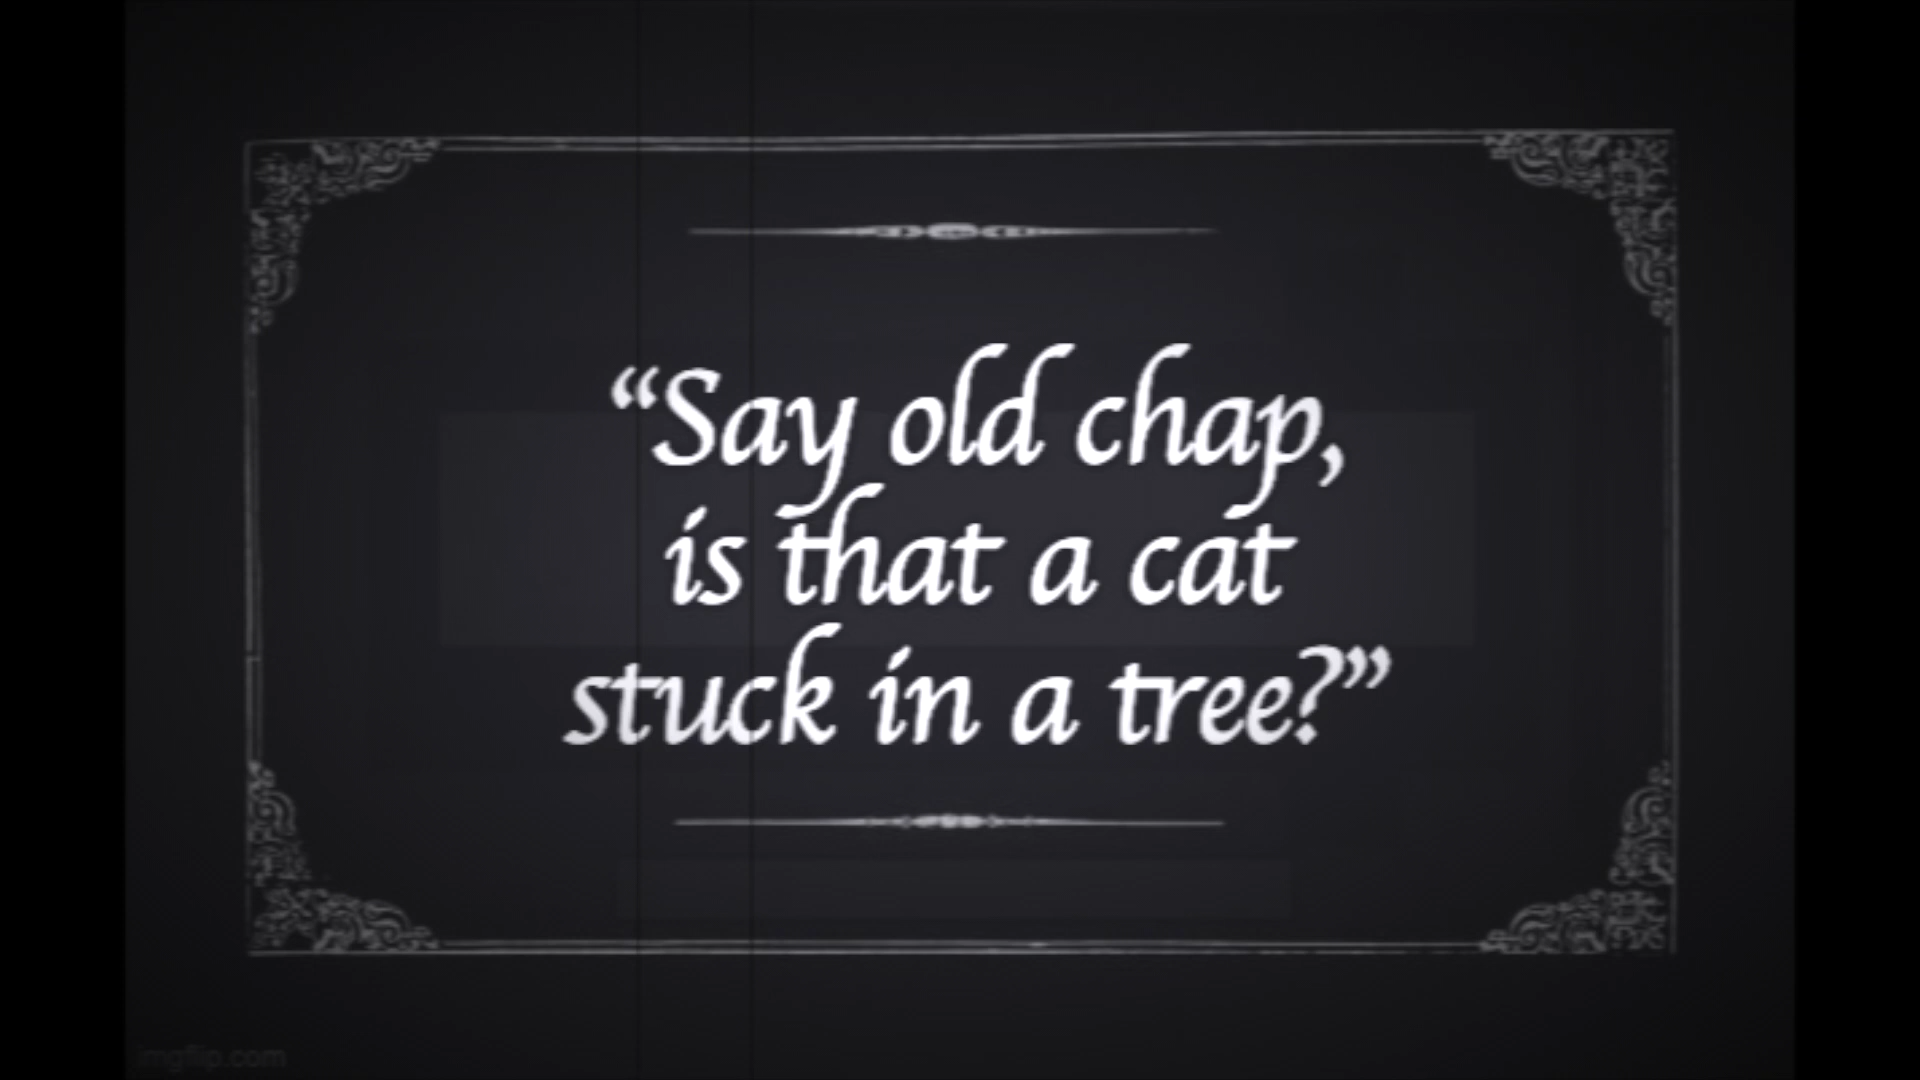 “Say old chap,
is that a cat
stuck in a tree?”
imgflip.com